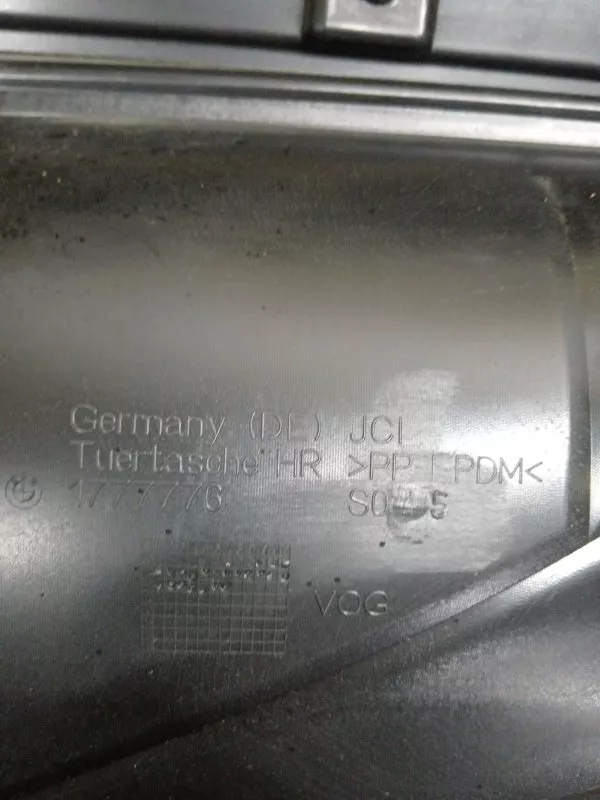 Germany (DE) JCI
Tuertasche HR >PP-EPDM<
1777776
VOG